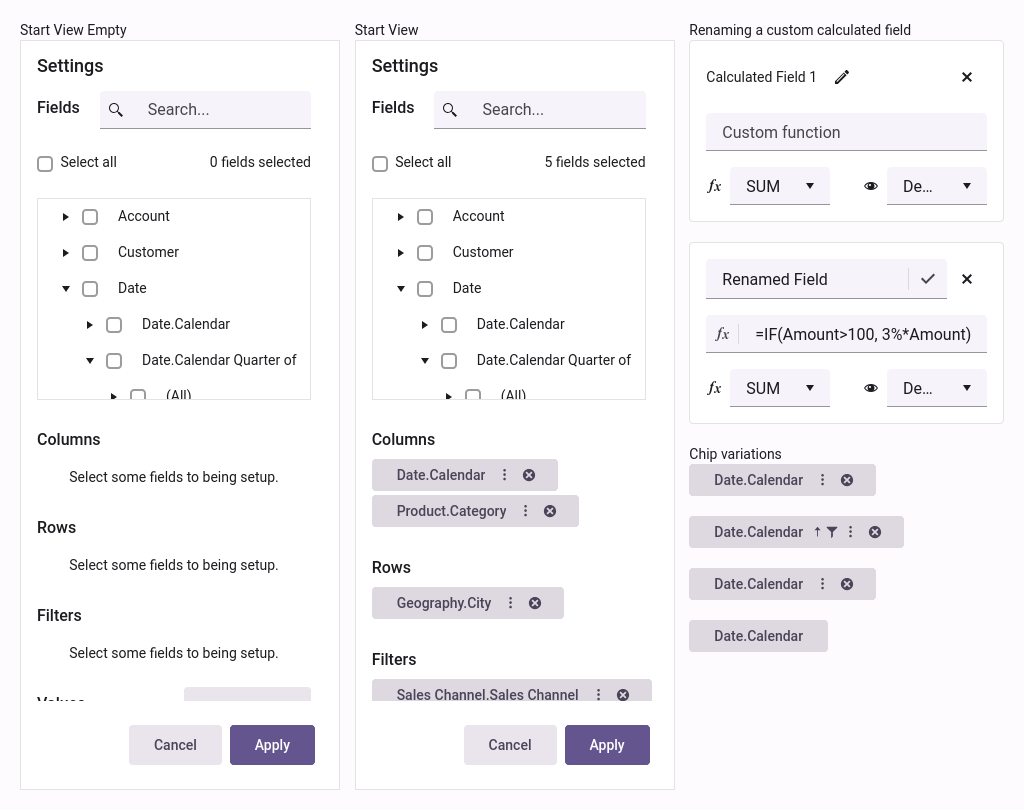 Start View Empty
Settings
Fields
Search...
Select all
0 fields selected
Account
Customer
Date
Date.Calendar
Date.Calendar Quarter of
(All)
Columns
Select some fields to being setup.
Rows
Select some fields to being setup.
Filters
Select some fields to being setup.
Values
Cancel
Apply
Start View
Settings
Fields
Search...
Select all
5 fields selected
Account
Customer
Date
Date.Calendar
Date.Calendar Quarter of
(All)
Columns
Date.Calendar
Product.Category
Rows
Geography.City
Filters
Sales Channel.Sales Channel
Cancel
Apply
Renaming a custom calculated field
Calculated Field 1
Custom function
fx SUM De...
Renamed Field
fx =IF(Amount>100, 3%*Amount)
fx SUM De...
Chip variations
Date.Calendar
Date.Calendar
Date.Calendar
Date.Calendar